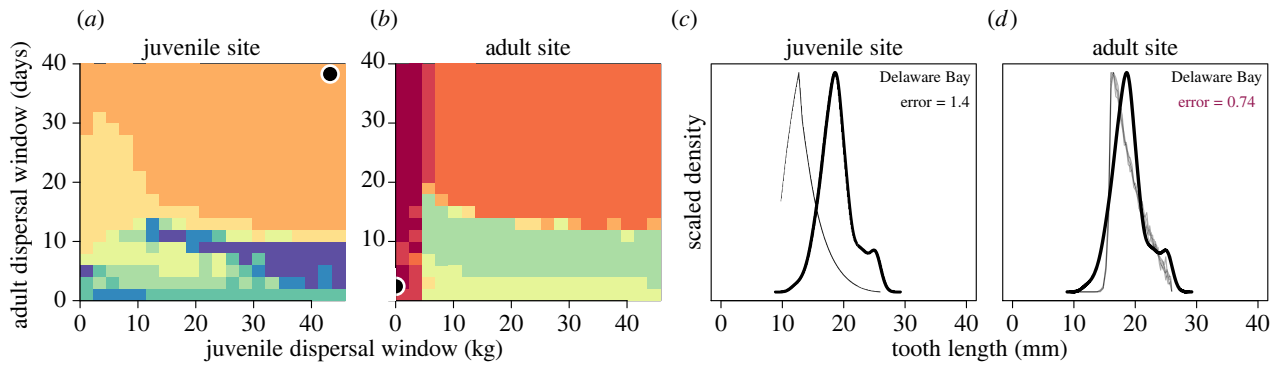 (a)
(b)
(c)
(d)
juvenile site
adult site
juvenile site
adult site
adult dispersal window (days)
40
30
20
10
0
0
10
20
30
40
40
30
20
10
0
10
20
30
40
juvenile dispersal window (kg)
scaled density
Delaware Bay
error = 1.4
0
10
20
30
40
Delaware Bay
error = 0.74
0
10
20
30
40
tooth length (mm)